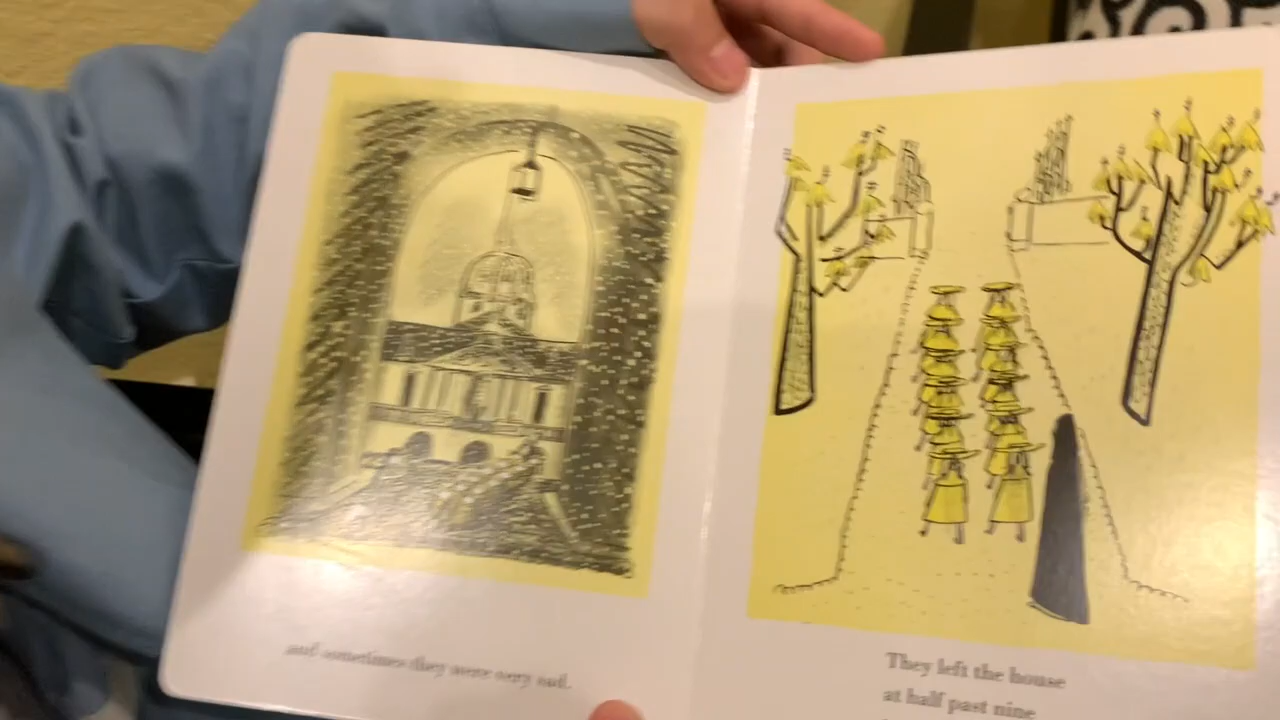 and sometimes they were very sad.
They left the house
at half past nine